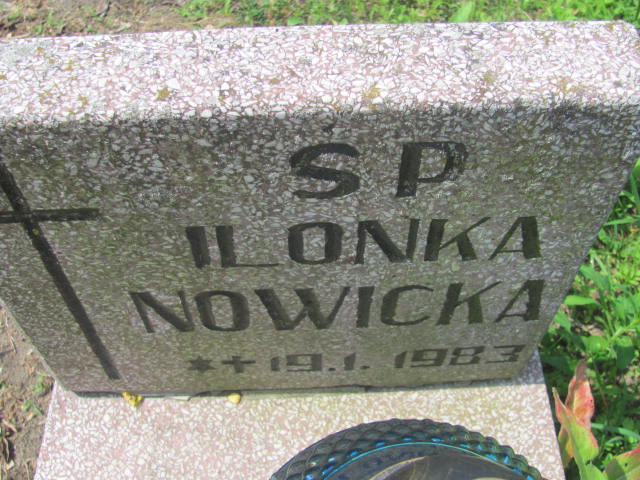 SP
ILONKA
NOWICKA
*+19.1.1983